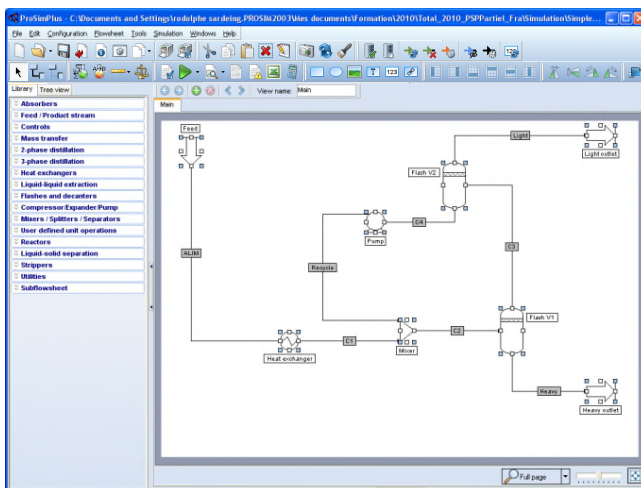 ProSimPlus - C:\Documents and Settings\rodolphe sardeing.PROSIM2003\Mes documents\Formation\2010\Total_2010_PSPPartiel_Fra\Simulation\Simple...
File Edit Configuration Flowsheet Tools Simulation Windows Help
Library Tree view
View name: Main
Main
Absorbers
Feed / Product stream
Controls
Mass transfer
2-phase distillation
3-phase distillation
Heat exchangers
Liquid-liquid extraction
Flashes and decanters
Compressor/Expander/Pump
Mixers / Splitters / Separators
User defined unit operations
Reactors
Liquid-solid separation
Strippers
Utilities
Subflowsheet
Feed
Light
Light outlet
Flash V2
C4
Pump
C3
ALIM
Recycle
Flash V1
C2
Mixer
C1
Heat exchanger
Heavy
Heavy outlet
Full page